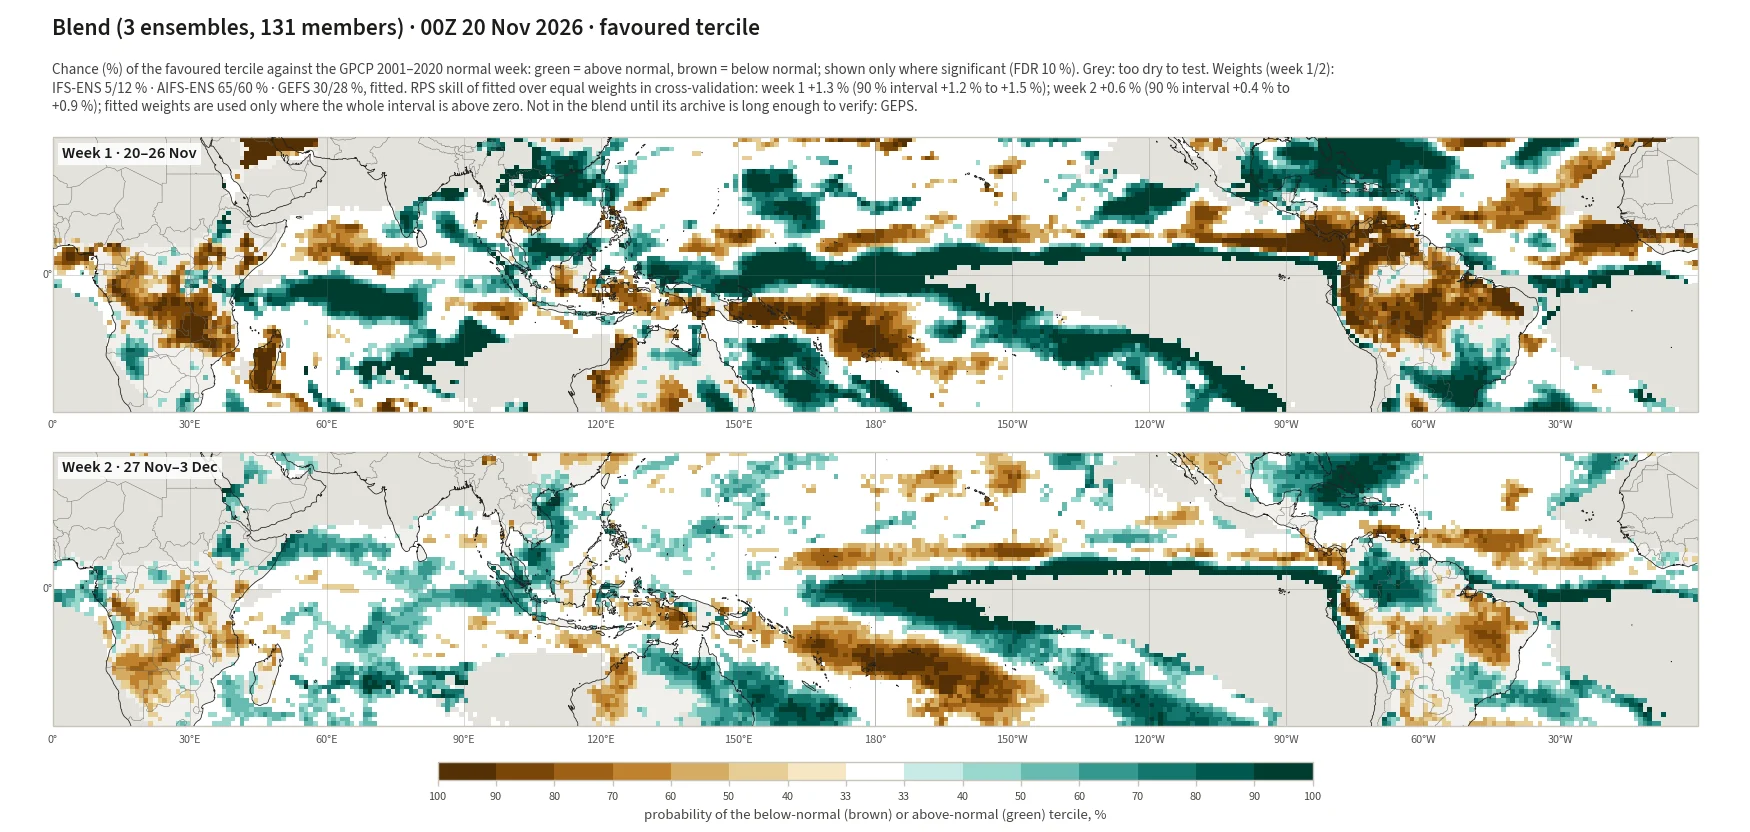 Blend (3 ensembles, 131 members) · 00Z 20 Nov 2026 · favoured tercile
Chance (%) of the favoured tercile against the GPCP 2001–2020 normal week: green = above normal, brown = below normal; shown only where significant (FDR 10 %). Grey: too dry to test. Weights (week 1/2):
IFS-ENS 5/12 % · AIFS-ENS 65/60 % · GEFS 30/28 %, fitted. RPS skill of fitted over equal weights in cross-validation: week 1 +1.3 % (90 % interval +1.2 % to +1.5 %); week 2 +0.6 % (90 % interval +0.4 % to
+0.9 %); fitted weights are used only where the whole interval is above zero. Not in the blend until its archive is long enough to verify: GEPS.
Week 1 · 20–26 Nov
0°
0° 30°E 60°E 90°E 120°E 150°E 180° 150°W 120°W 90°W 60°W 30°W
Week 2 · 27 Nov–3 Dec
0°
0° 30°E 60°E 90°E 120°E 150°E 180° 150°W 120°W 90°W 60°W 30°W
100 90 80 70 60 50 40 33 33 40 50 60 70 80 90 100
probability of the below-normal (brown) or above-normal (green) tercile, %